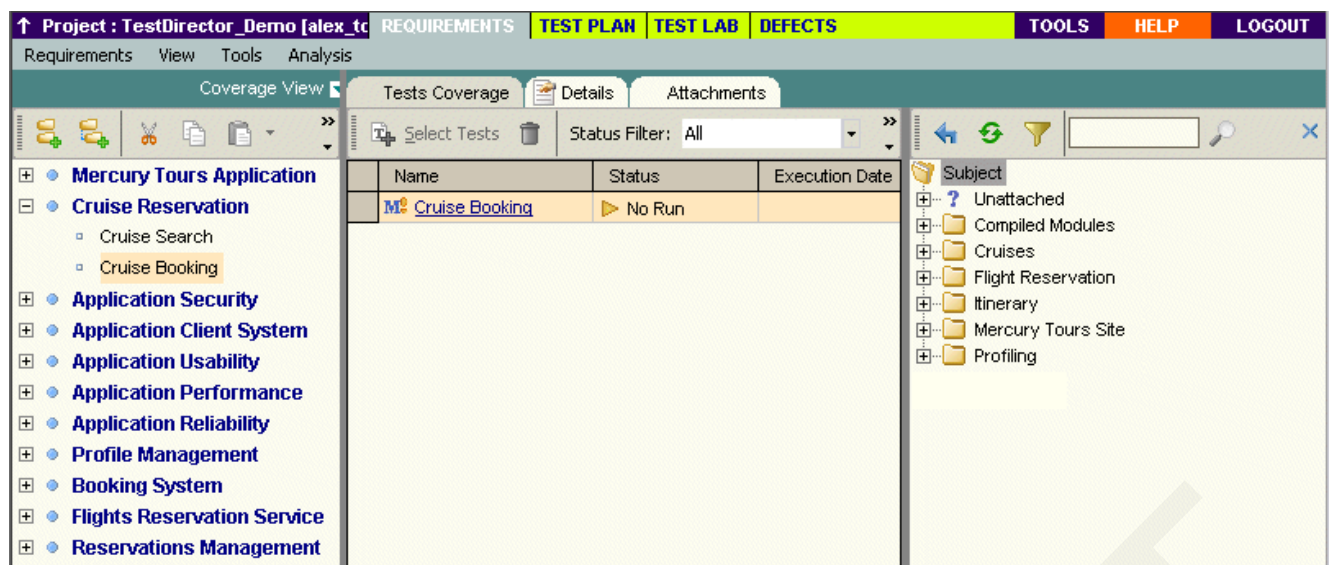 ↑ Project : TestDirector_Demo [alex_tc REQUIREMENTS TEST PLAN TEST LAB DEFECTS TOOLS HELP LOGOUT
Requirements View Tools Analysis
Coverage View
Tests Coverage Details Attachments
Select Tests Status Filter: All
Name Status Execution Date
M Cruise Booking No Run
Mercury Tours Application
Cruise Reservation
Cruise Search
Cruise Booking
Application Security
Application Client System
Application Usability
Application Performance
Application Reliability
Profile Management
Booking System
Flights Reservation Service
Reservations Management
Subject
? Unattached
Compiled Modules
Cruises
Flight Reservation
Itinerary
Mercury Tours Site
Profiling